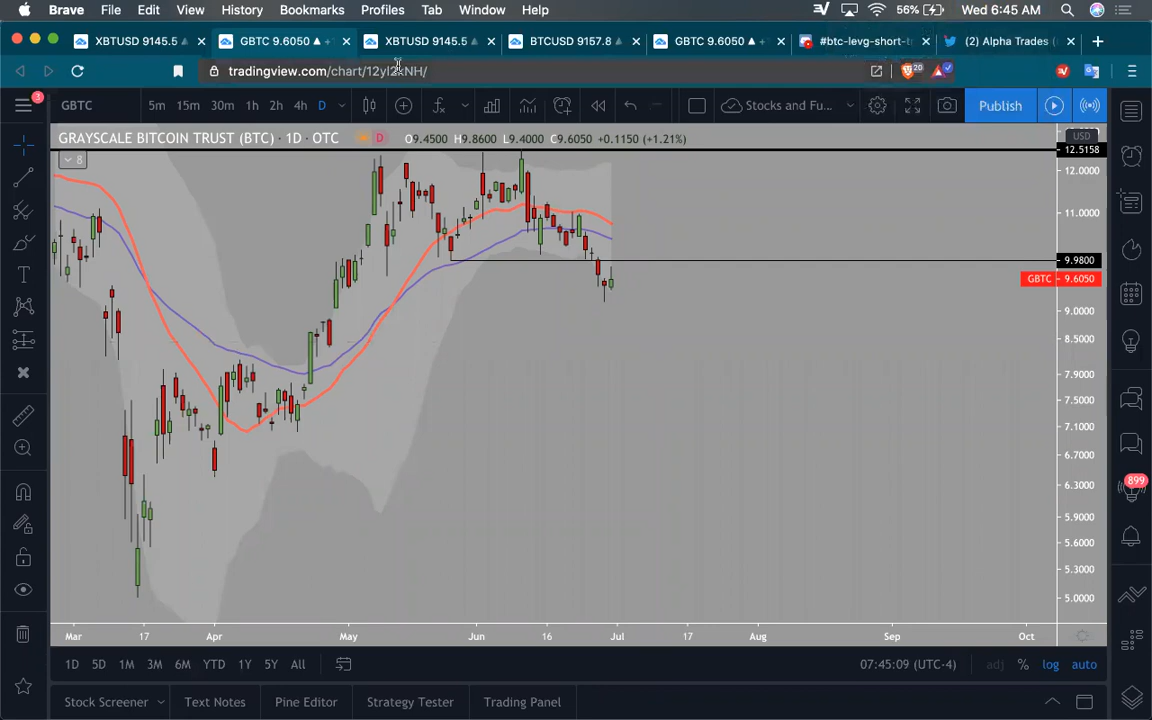 Brave File Edit View History Bookmarks Profiles Tab Window Help 56% Wed 6:45 AM
XBTUSD 9145.5 GBTC 9.6050 ▲ + XBTUSD 9145.5 BTCUSD 9157.8 GBTC 9.6050 ▲ + #btc-levg-short-tr (2) Alpha Trades (
20
GBTC 5m 15m 30m 1h 2h 4h D Stocks and Fu... Publish
3
GRAYSCALE BITCOIN TRUST (BTC) · 1D · OTC D O9.4500 H9.8600 L9.4000 C9.6050 +0.1150 (+1.21%)
8
USD
12.5158
12.0000
11.0000
9.9800
GBTC 9.6050
9.0000
8.5000
7.9000
7.5000
7.1000
6.7000
6.3000
5.9000
5.6000
5.3000
5.0000
899
Mar 17 Apr May Jun 16 Jul 17 Aug Sep Oct
1D 5D 1M 3M 6M YTD 1Y 5Y All 07:45:09 (UTC-4) adj % log auto
Stock Screener Text Notes Pine Editor Strategy Tester Trading Panel